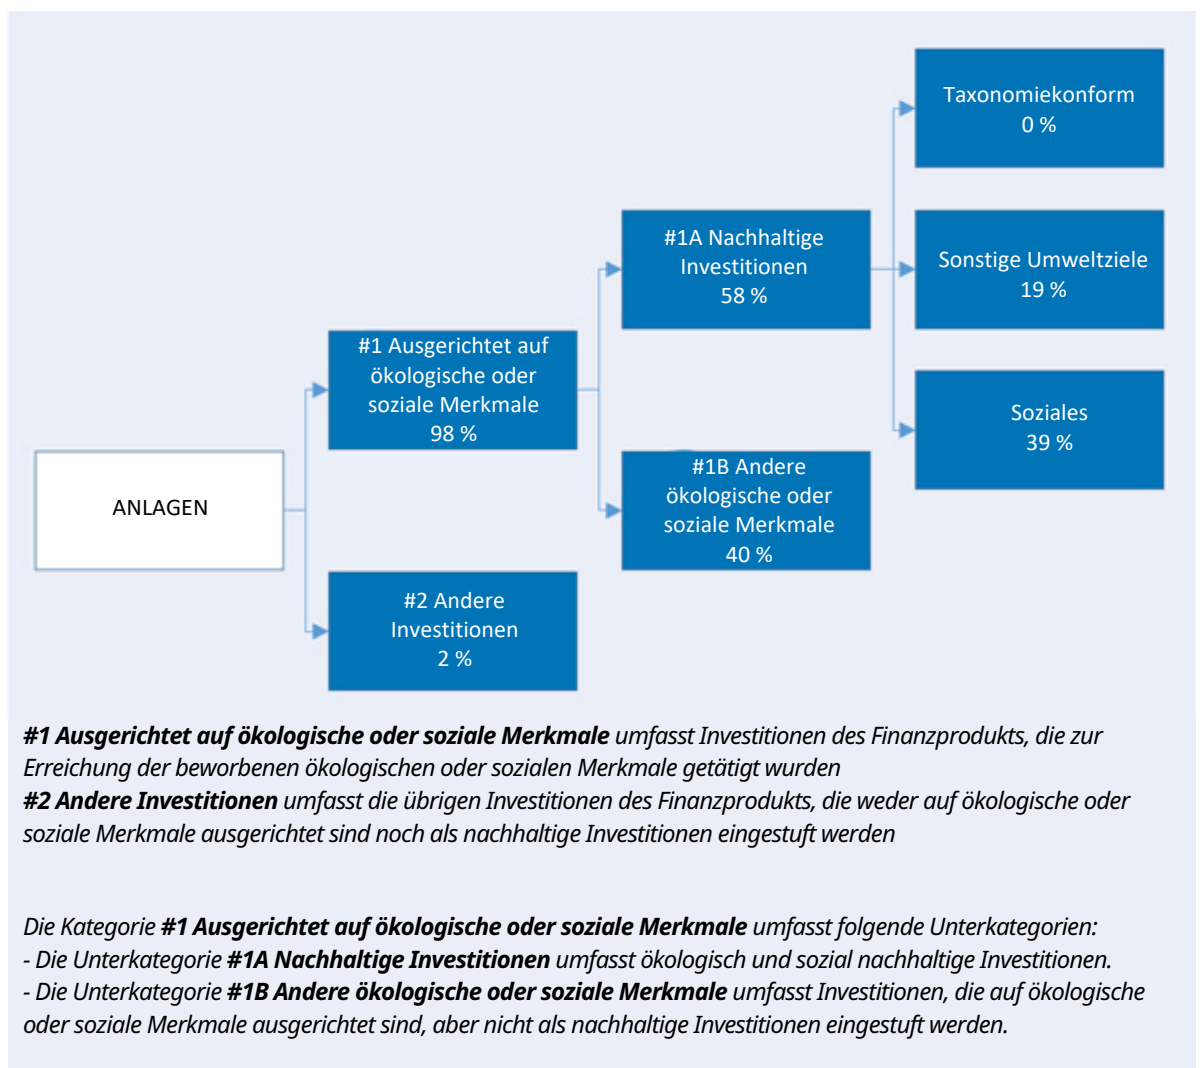 Taxonomiekonform
0 %
#1A Nachhaltige
Investitionen
58 %
Sonstige Umweltziele
19 %
#1 Ausgerichtet auf
ökologische oder
soziale Merkmale
98 %
Soziales
39 %
ANLAGEN
#1B Andere
ökologische oder
soziale Merkmale
40 %
#2 Andere
Investitionen
2 %
#1 Ausgerichtet auf ökologische oder soziale Merkmale umfasst Investitionen des Finanzprodukts, die zur
Erreichung der beworbenen ökologischen oder sozialen Merkmale getätigt wurden
#2 Andere Investitionen umfasst die übrigen Investitionen des Finanzprodukts, die weder auf ökologische oder
soziale Merkmale ausgerichtet sind noch als nachhaltige Investitionen eingestuft werden
Die Kategorie #1 Ausgerichtet auf ökologische oder soziale Merkmale umfasst folgende Unterkategorien:
- Die Unterkategorie #1A Nachhaltige Investitionen umfasst ökologisch und sozial nachhaltige Investitionen.
- Die Unterkategorie #1B Andere ökologische oder soziale Merkmale umfasst Investitionen, die auf ökologische
oder soziale Merkmale ausgerichtet sind, aber nicht als nachhaltige Investitionen eingestuft werden.